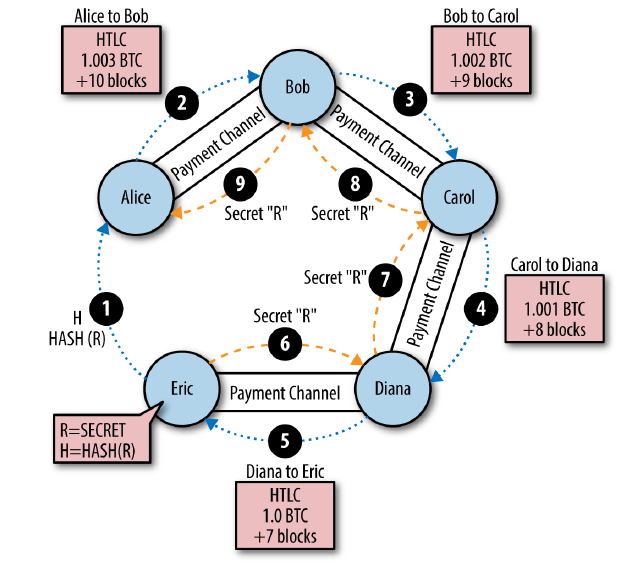 Alice to Bob
HTLC
1.003 BTC
+10 blocks
Bob to Carol
HTLC
1.002 BTC
+9 blocks
2
Bob
3
Payment Channel
Payment Channel
Alice
9
Secret "R"
8
Secret "R"
Carol
1
H
HASH (R)
Secret "R"
7
Payment Channel
4
Carol to Diana
HTLC
1.001 BTC
+8 blocks
Secret "R"
6
Eric
Payment Channel
Diana
R=SECRET
H=HASH(R)
5
Diana to Eric
HTLC
1.0 BTC
+7 blocks